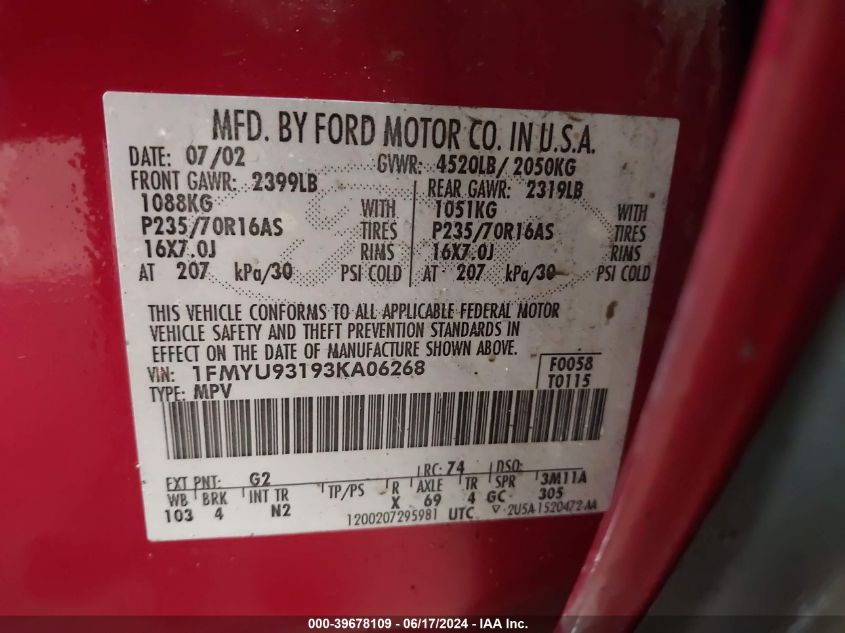 MFD. BY FORD MOTOR CO. IN U.S.A.
DATE: 07/02 GVWR: 4520LB/ 2050KG
FRONT GAWR: 2399LB REAR GAWR: 2319LB
1088KG WITH 1051KG WITH
P235/70R16AS TIRES P235/70R16AS TIRES
16X7.0J RIMS 16X7.0J RIMS
AT 207 kPa/30 PSI COLD AT 207 kPa/30 PSI COLD
THIS VEHICLE CONFORMS TO ALL APPLICABLE FEDERAL MOTOR
VEHICLE SAFETY AND THEFT PREVENTION STANDARDS IN
EFFECT ON THE DATE OF MANUFACTURE SHOWN ABOVE.
VIN: 1FMYU93193KA06268 F0058
TYPE: MPV T0115
EXT PNT: G2 RC: 74 DSO:
WB BRK INT TR TP/PS R AXLE TR SPR 3M11A
103 4 N2 X 69 4 GC 305
1200207295981 UTC ▽ 2U5A-1520472-AA
000-39678109 - 06/17/2024 - IAA Inc.